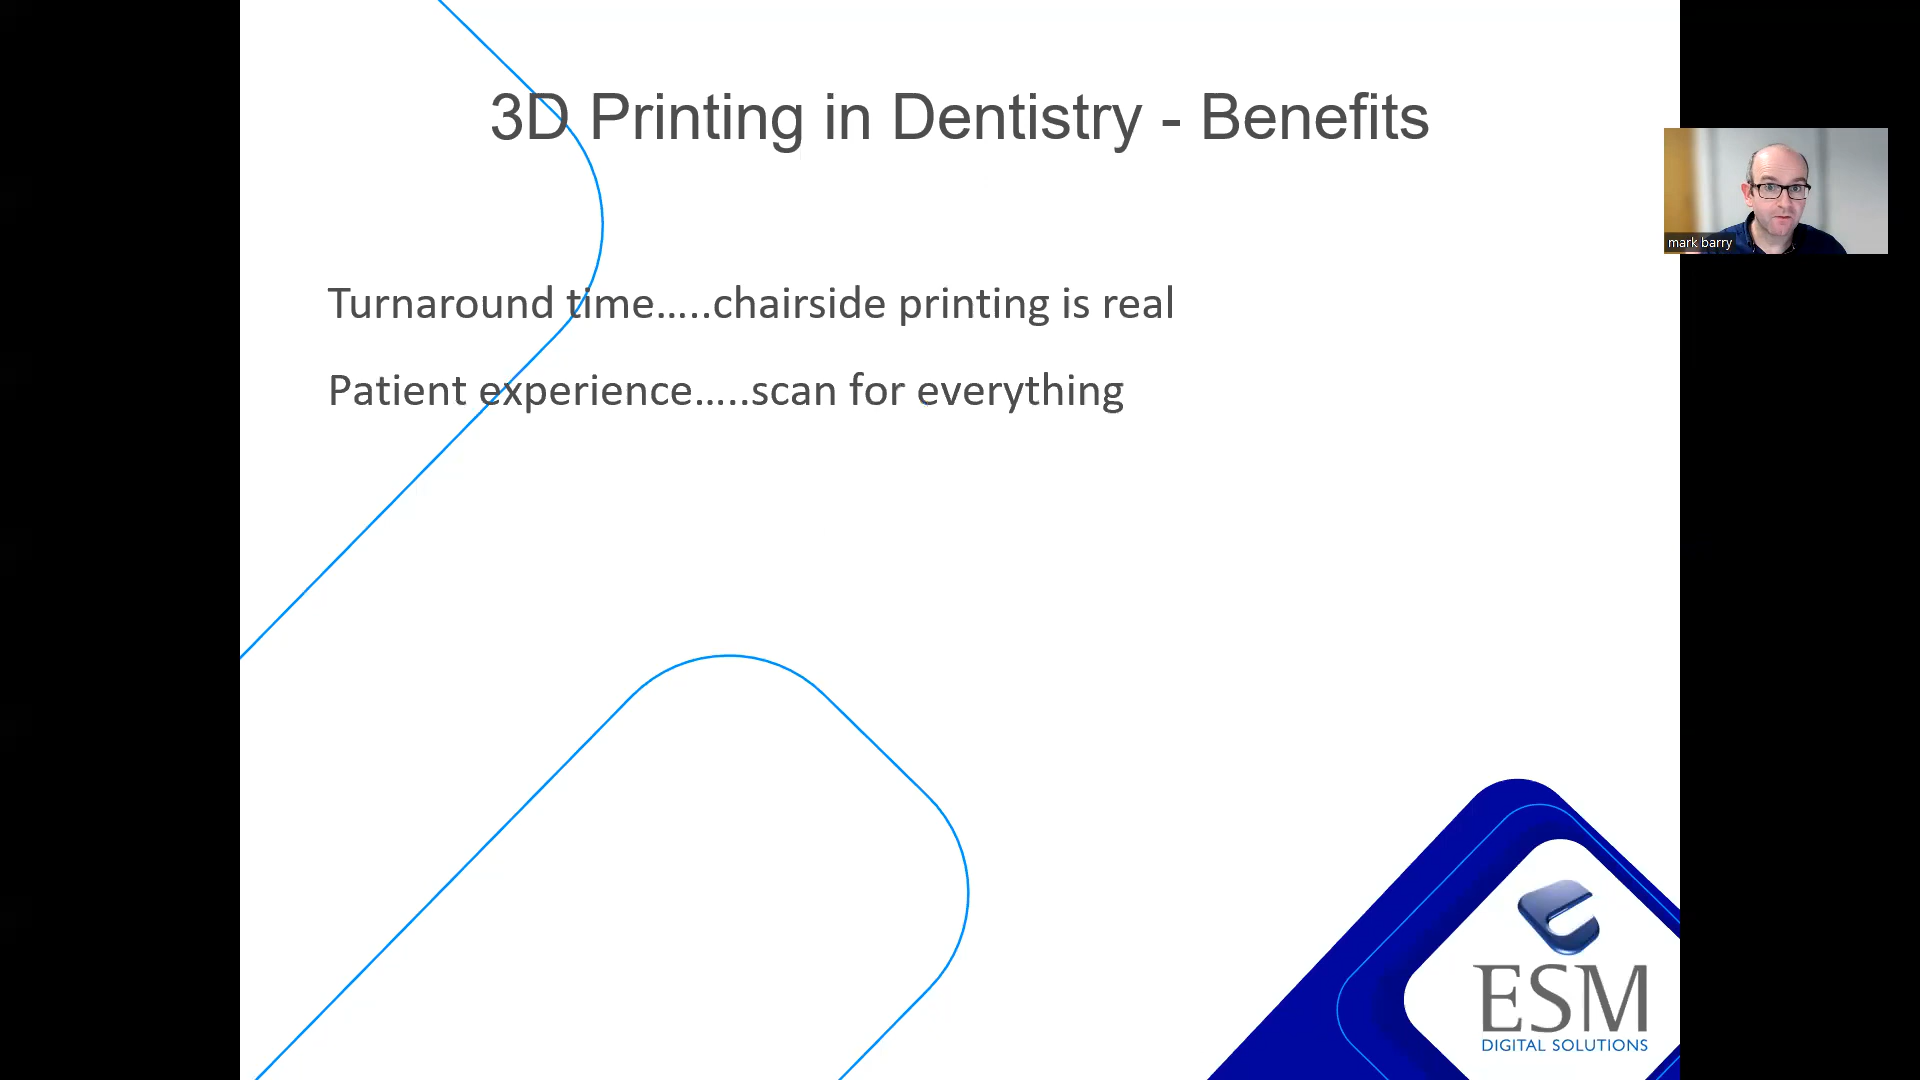 3D Printing in Dentistry - Benefits
mark barry
Turnaround time.....chairside printing is real
Patient experience.....scan for everything
ESM
DIGITAL SOLUTIONS